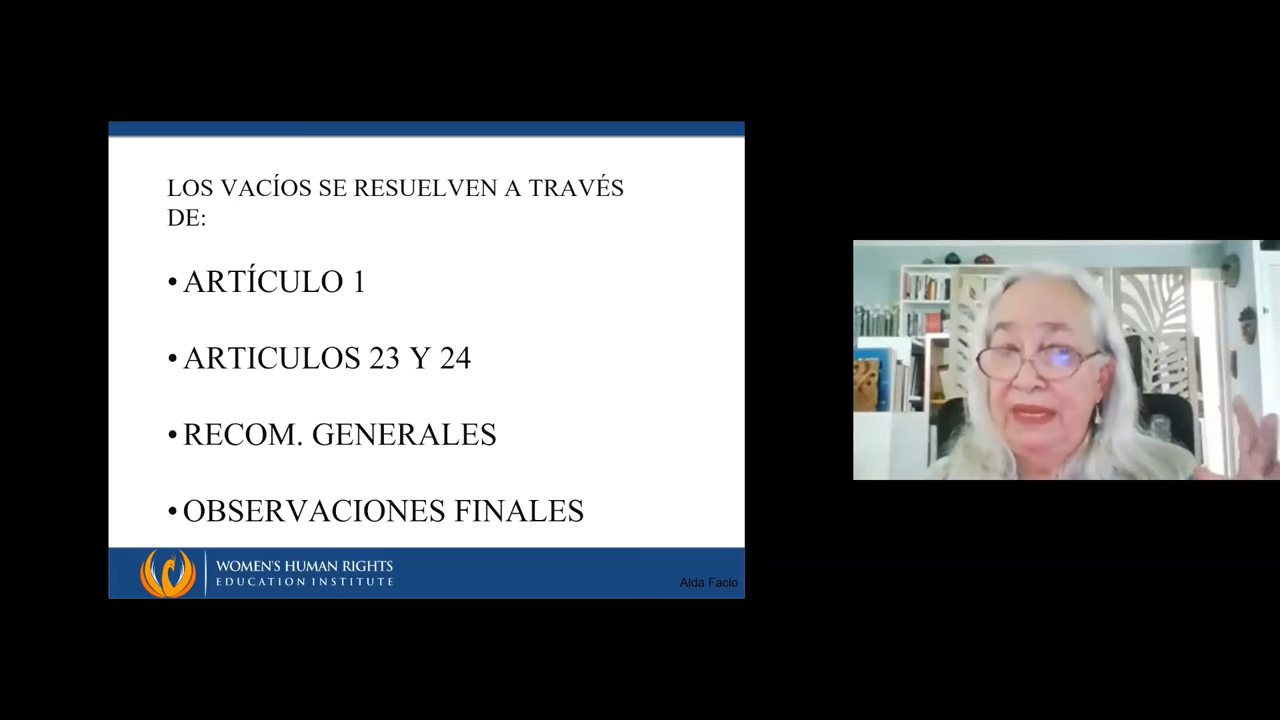 LOS VACÍOS SE RESUELVEN A TRAVÉS
DE:
• ARTÍCULO 1
• ARTICULOS 23 Y 24
• RECOM. GENERALES
• OBSERVACIONES FINALES
WOMEN'S HUMAN RIGHTS
EDUCATION INSTITUTE
Alda Facio